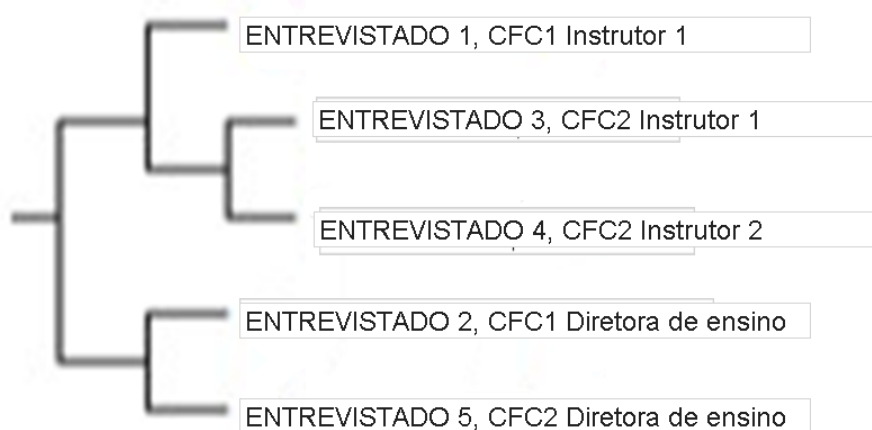 ENTREVISTADO 1, CFC1 Instrutor 1
ENTREVISTADO 3, CFC2 Instrutor 1
ENTREVISTADO 4, CFC2 Instrutor 2
ENTREVISTADO 2, CFC1 Diretora de ensino
ENTREVISTADO 5, CFC2 Diretora de ensino